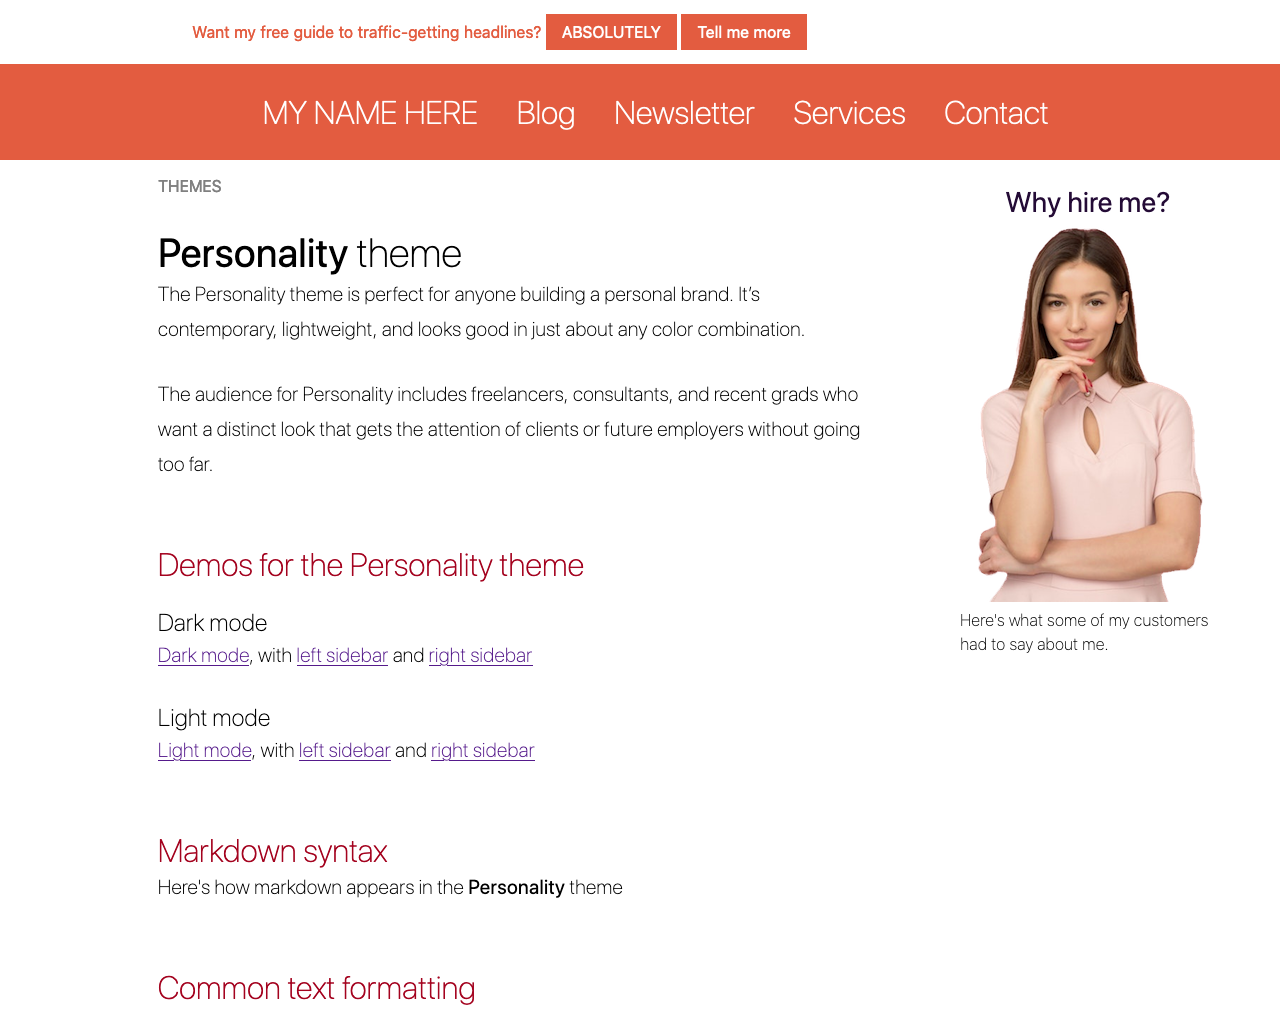 Want my free guide to traffic-getting headlines? ABSOLUTELY Tell me more
MY NAME HERE Blog Newsletter Services Contact
THEMES
Personality theme
The Personality theme is perfect for anyone building a personal brand. It’s
contemporary, lightweight, and looks good in just about any color combination.
The audience for Personality includes freelancers, consultants, and recent grads who
want a distinct look that gets the attention of clients or future employers without going
too far.
Demos for the Personality theme
Dark mode
Dark mode, with left sidebar and right sidebar
Light mode
Light mode, with left sidebar and right sidebar
Markdown syntax
Here's how markdown appears in the Personality theme
Common text formatting
Why hire me?
Here's what some of my customers
had to say about me.